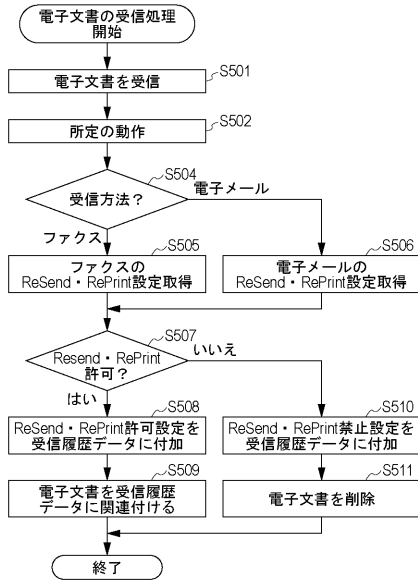 電子文書の受信処理
開始
S501
電子文書を受信
S502
所定の動作
S504
受信方法？
電子メール
ファクス
S505
ファクスの
ReSend・RePrint設定取得
S506
電子メールの
ReSend・RePrint設定取得
S507
Resend・RePrint
許可？
いいえ
はい
S508
ReSend・RePrint許可設定を
受信履歴データに付加
S510
ReSend・RePrint禁止設定を
受信履歴データに付加
S509
電子文書を受信履歴
データに関連付ける
S511
電子文書を削除
終了